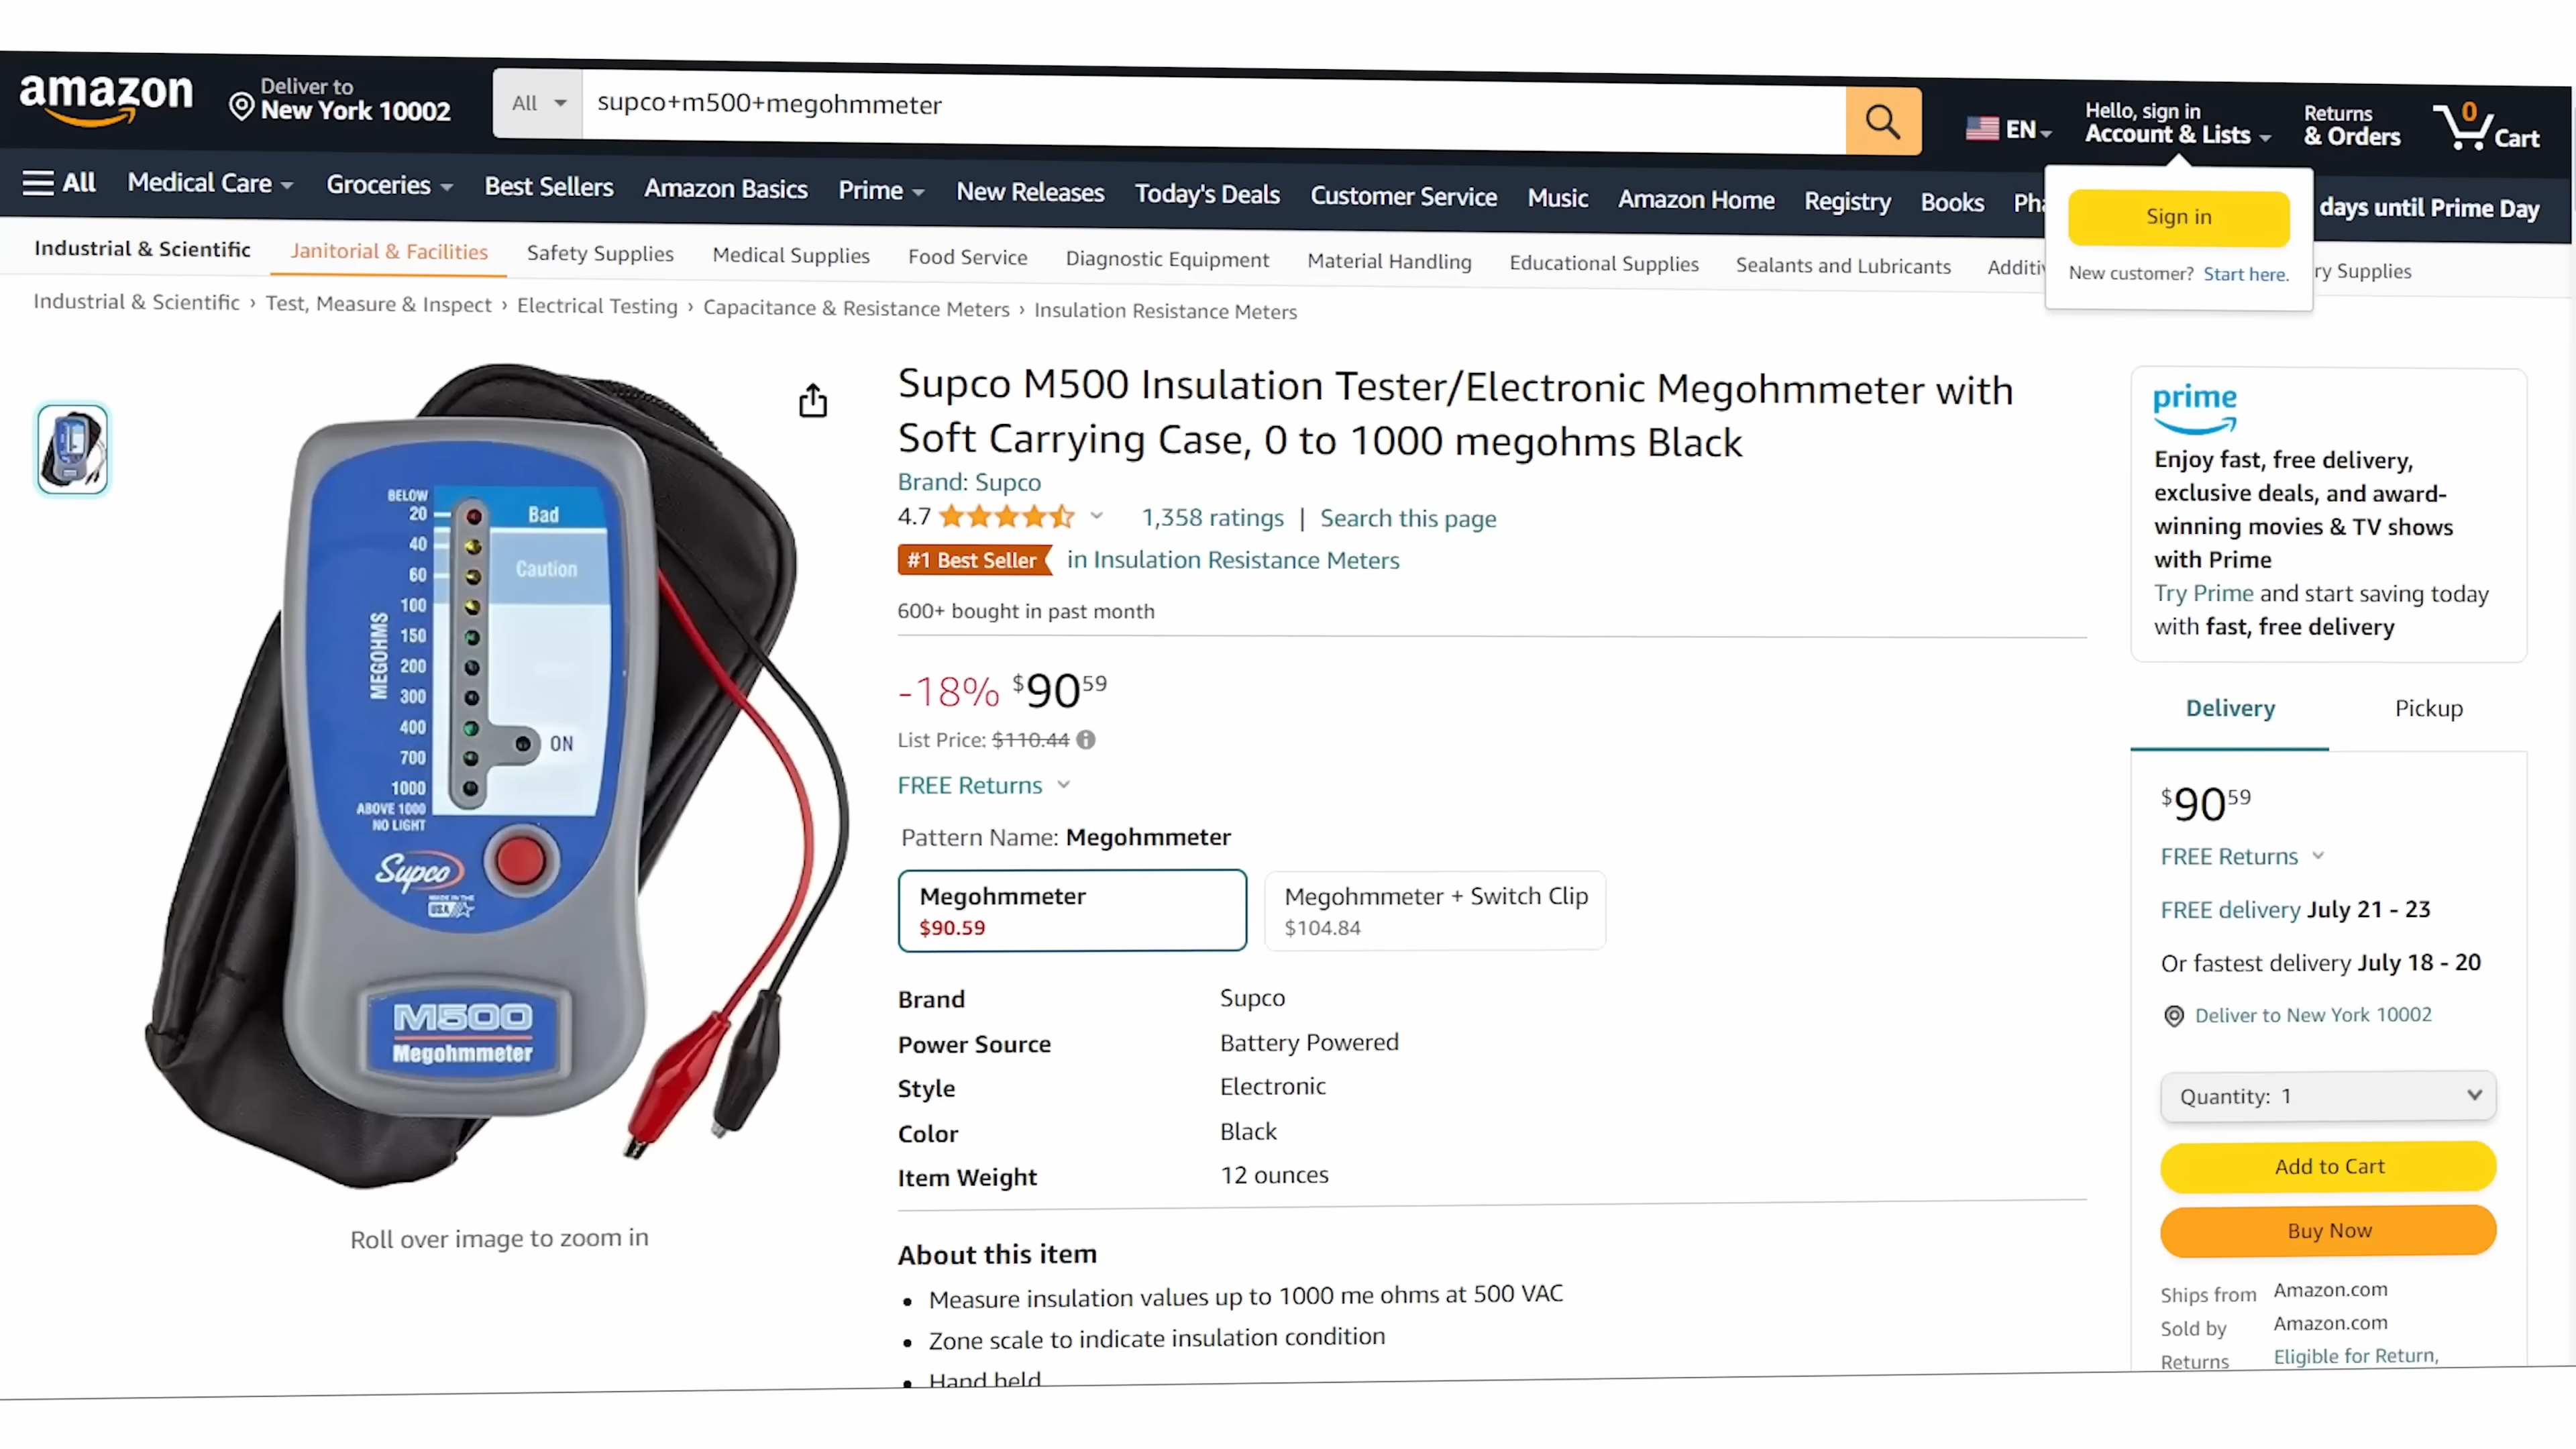 amazon
Deliver to
New York 10002
All
supco+m500+megohmmeter
EN
Hello, sign in
Account & Lists
Returns
& Orders
0
Cart
All
Medical Care
Groceries
Best Sellers
Amazon Basics
Prime
New Releases
Today's Deals
Customer Service
Music
Amazon Home
Registry
Books
Pha
days until Prime Day
Sign in
New customer? Start here.
Industrial & Scientific
Janitorial & Facilities
Safety Supplies
Medical Supplies
Food Service
Diagnostic Equipment
Material Handling
Educational Supplies
Sealants and Lubricants
Additi
ry Supplies
Industrial & Scientific › Test, Measure & Inspect › Electrical Testing › Capacitance & Resistance Meters › Insulation Resistance Meters
BELOW
20
Bad
40
Caution
60
100
MEGOHMS
150
200
300
400
ON
700
1000
ABOVE 1000
NO LIGHT
Supco
MADE IN THE
USA
M500
Megohmmeter
Roll over image to zoom in
Supco M500 Insulation Tester/Electronic Megohmmeter with
Soft Carrying Case, 0 to 1000 megohms Black
Brand: Supco
4.7
1,358 ratings | Search this page
#1 Best Seller in Insulation Resistance Meters
600+ bought in past month
-18% $90 59
List Price: $110.44
FREE Returns
Pattern Name: Megohmmeter
Megohmmeter
$90.59
Megohmmeter + Switch Clip
$104.84
Brand Supco
Power Source Battery Powered
Style Electronic
Color Black
Item Weight 12 ounces
About this item
• Measure insulation values up to 1000 me ohms at 500 VAC
• Zone scale to indicate insulation condition
• Hand held
prime
Enjoy fast, free delivery,
exclusive deals, and award-
winning movies & TV shows
with Prime
Try Prime and start saving today
with fast, free delivery
Delivery
Pickup
$90 59
FREE Returns
FREE delivery July 21 - 23
Or fastest delivery July 18 - 20
Deliver to New York 10002
Quantity: 1
Add to Cart
Buy Now
Ships from Amazon.com
Sold by Amazon.com
Returns Eligible for Return,